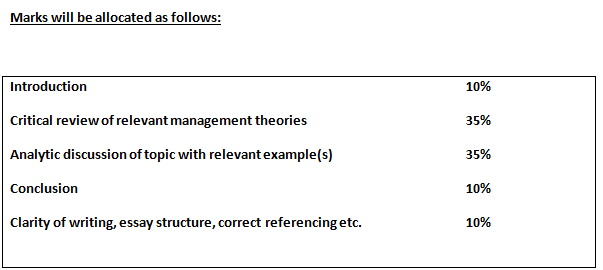 Marks will be allocated as follows:
Introduction 10%
Critical review of relevant management theories 35%
Analytic discussion of topic with relevant example(s) 35%
Conclusion 10%
Clarity of writing, essay structure, correct referencing etc. 10%